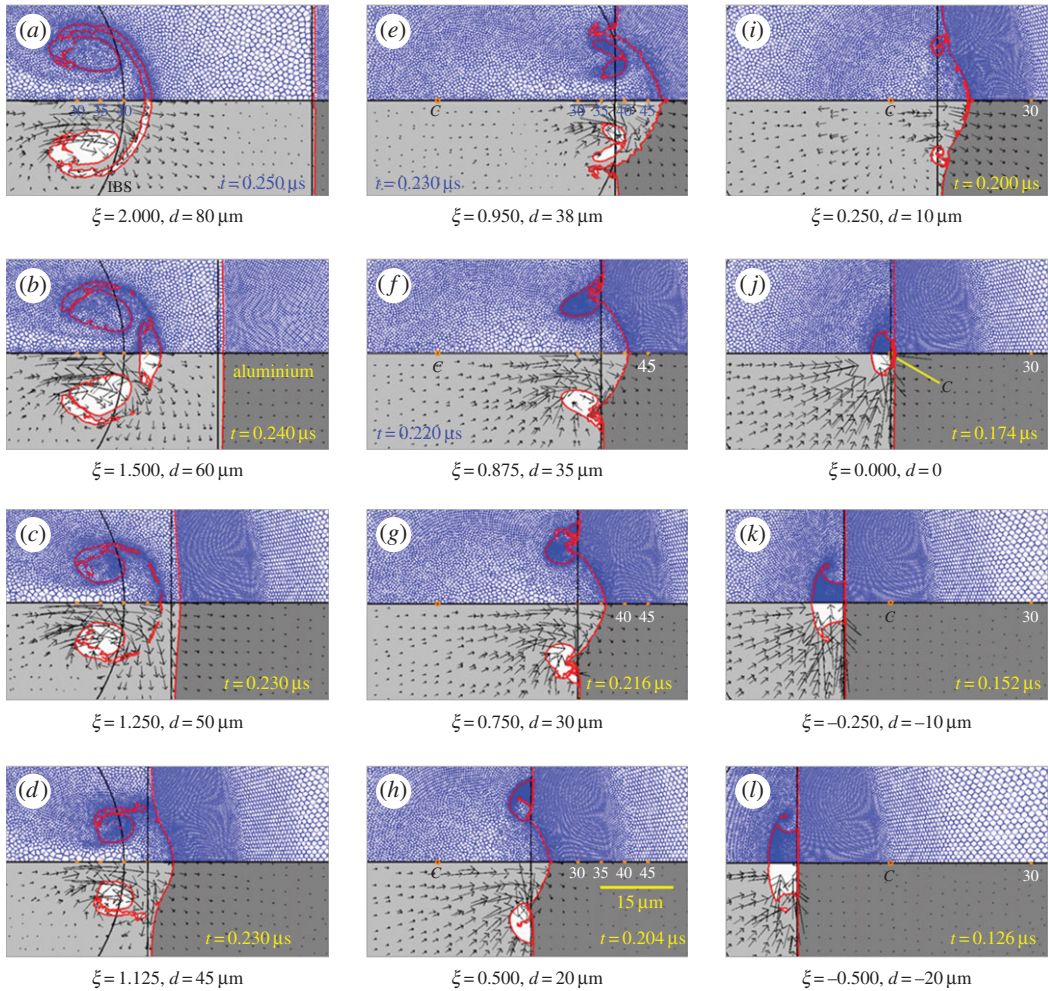 (a)
30 35 40
IBS
t = 0.250 µs
ξ = 2.000, d = 80 µm
(b)
aluminium
t = 0.240 µs
ξ = 1.500, d = 60 µm
(c)
t = 0.230 µs
ξ = 1.250, d = 50 µm
(d)
t = 0.230 µs
ξ = 1.125, d = 45 µm
(e)
C 30 35 40 45
t = 0.230 µs
ξ = 0.950, d = 38 µm
(f)
C 45
t = 0.220 µs
ξ = 0.875, d = 35 µm
(g)
C 40 45
t = 0.216 µs
ξ = 0.750, d = 30 µm
(h)
C 30 35 40 45
15 µm
t = 0.204 µs
ξ = 0.500, d = 20 µm
(i)
C 30
t = 0.200 µs
ξ = 0.250, d = 10 µm
(j)
30
C
t = 0.174 µs
ξ = 0.000, d = 0
(k)
C 30
t = 0.152 µs
ξ = –0.250, d = –10 µm
(l)
C 30
t = 0.126 µs
ξ = –0.500, d = –20 µm